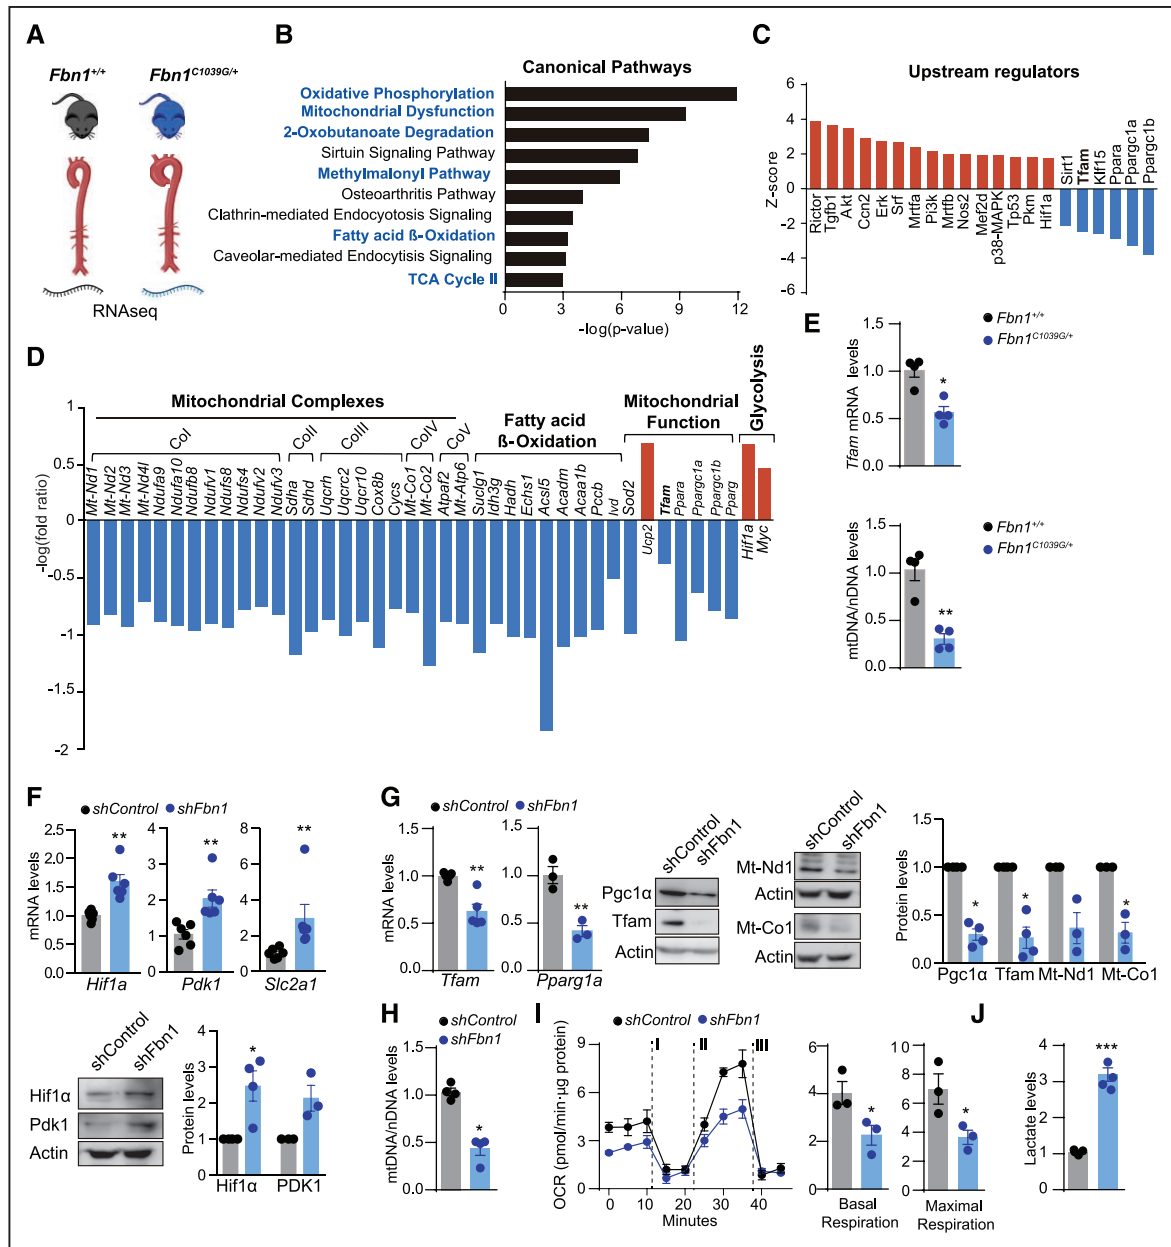 A
Fbn1+/+
Fbn1C1039G/+
RNAseq
B
Canonical Pathways
Oxidative Phosphorylation
Mitochondrial Dysfunction
2-Oxobutanoate Degradation
Sirtuin Signaling Pathway
Methylmalonyl Pathway
Osteoarthritis Pathway
Clathrin-mediated Endocyotosis Signaling
Fatty acid ß-Oxidation
Caveolar-mediated Endocytisis Signaling
TCA Cycle II
0 3 6 9 12
-log(p-value)
C
Upstream regulators
Z-score
6
4
2
0
-2
-4
-6
Rictor
Tgfb1
Akt
Ccn2
Erk
Srf
Mrtfa
Pi3k
Mrtfb
Nos2
Mef2d
p38-MAPK
Tp53
Pkm
Hif1a
Sirt1
Tfam
Klf15
Ppara
Ppargc1a
Ppargc1b
D
-log(fold ratio)
1
0.5
0
-0.5
-1
-1.5
-2
Mitochondrial Complexes
CoI
CoII
CoIII
CoIV
CoV
Fatty acid
ß-Oxidation
Mitochondrial
Function
Glycolysis
Mt-Nd1
Mt-Nd2
Mt-Nd3
Mt-Nd4l
Ndufa9
Ndufa10
Ndufb8
Ndufv1
Ndufs8
Ndufs4
Ndufv2
Ndufv3
Sdha
Sdhd
Uqcrh
Uqcrc2
Uqcr10
Cox8b
Cycs
Mt-Co1
Mt-Co2
Atpaf2
Mt-Atp6
Suclg1
Idh3g
Hadh
Echs1
Acsl5
Acadm
Acaa1b
Pccb
Ivd
Sod2
Ucp2
Tfam
Ppara
Ppargc1a
Ppargc1b
Pparg
Hif1a
Myc
E
Fbn1+/+
Fbn1C1039G/+
Tfam mRNA levels
1.5
1.0
0.5
0.0
*
Fbn1+/+
Fbn1C1039G/+
mtDNA/nDNA levels
1.5
1.0
0.5
0.0
**
F
shControl shFbn1
mRNA levels
2.5
2.0
1.5
1.0
0.5
0.0
**
Hif1a
4
3
2
1
0
**
Pdk1
8
6
4
2
0
**
Slc2a1
shControl
shFbn1
Hif1α
Pdk1
Actin
Protein levels
4
3
2
1
0
*
Hif1α PDK1
G
shControl shFbn1
mRNA levels
1.5
1.0
0.5
0.0
**
Tfam
1.5
1.0
0.5
0.0
**
Pparg1a
shControl
shFbn1
Pgc1α
Tfam
Actin
shControl
shFbn1
Mt-Nd1
Actin
Mt-Co1
Actin
Protein levels
1.5
1.0
0.5
0.0
* * *
Pgc1α Tfam Mt-Nd1 Mt-Co1
H
shControl
shFbn1
mtDNA/nDNA levels
1.5
1.0
0.5
0.0
*
I
shControl shFbn1
I II III
OCR (pmol/min·µg protein)
9
6
3
0
0 10 20 30 40
Minutes
6
4
2
0
*
Basal
Respiration
10
8
6
4
2
0
*
Maximal
Respiration
J
Lactate levels
4
3
2
1
0
***